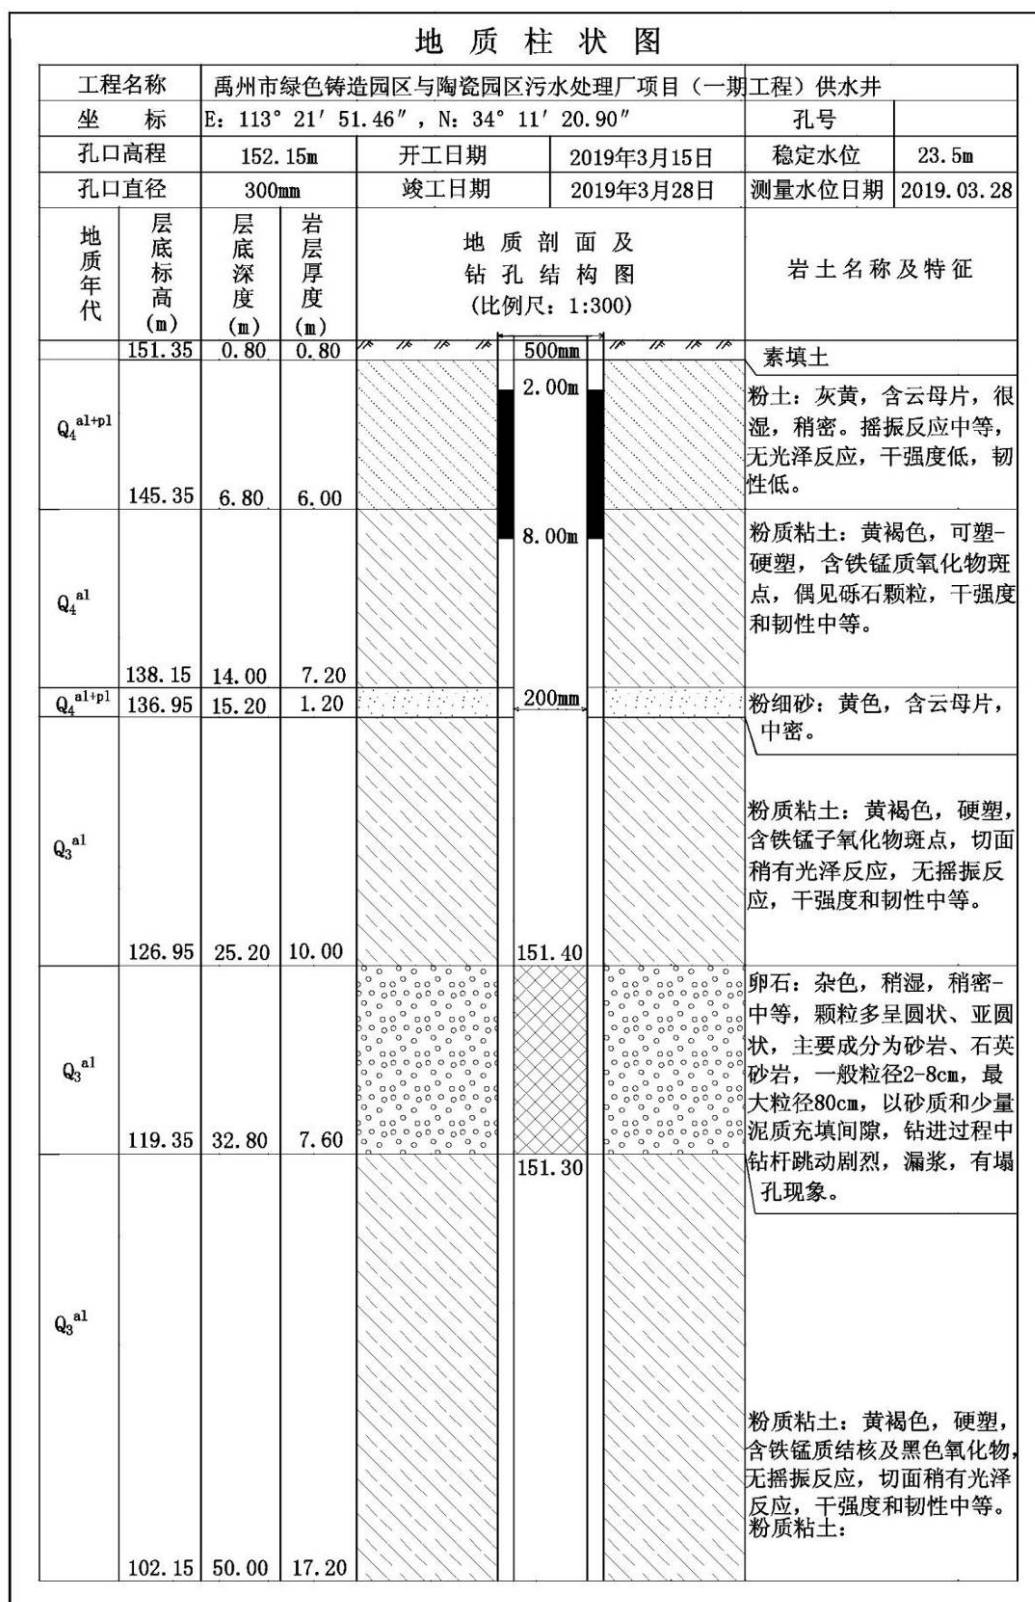 地质柱状图
工程名称 禹州市绿色铸造园区与陶瓷园区污水处理厂项目（一期工程）供水井
坐 标 E: 113° 21′ 51.46″, N: 34° 11′ 20.90″ 孔号
孔口高程 152.15m 开工日期 2019年3月15日 稳定水位 23.5m
孔口直径 300mm 竣工日期 2019年3月28日 测量水位日期 2019.03.28
地质年代
层底标高(m)
层底深度(m)
岩层厚度(m)
地质剖面及
钻孔结构图
(比例尺: 1:300)
岩土名称及特征
151.35 0.80 0.80 500mm 素填土
2.00m
Q₄ᵃˡ⁺ᵖˡ
粉土：灰黄，含云母片，很
湿，稍密。摇振反应中等，
无光泽反应，干强度低，韧
性低。
145.35 6.80 6.00
8.00m
Q₄ᵃˡ
粉质粘土：黄褐色，可塑-
硬塑，含铁锰质氧化物斑
点，偶见砾石颗粒，干强度
和韧性中等。
138.15 14.00 7.20
Q₄ᵃˡ⁺ᵖˡ 136.95 15.20 1.20 200mm
粉细砂：黄色，含云母片，
中密。
Q₃ᵃˡ
粉质粘土：黄褐色，硬塑，
含铁锰子氧化物斑点，切面
稍有光泽反应，无摇振反
应，干强度和韧性中等。
126.95 25.20 10.00 151.40
Q₃ᵃˡ
卵石：杂色，稍湿，稍密-
中等，颗粒多呈圆状、亚圆
状，主要成分为砂岩、石英
砂岩，一般粒径2-8cm，最
大粒径80cm，以砂质和少量
泥质充填间隙，钻进过程中
钻杆跳动剧烈，漏浆，有塌
孔现象。
119.35 32.80 7.60
151.30
Q₃ᵃˡ
粉质粘土：黄褐色，硬塑，
含铁锰质结核及黑色氧化物，
无摇振反应，切面稍有光泽
反应，干强度和韧性中等。
粉质粘土：
102.15 50.00 17.20